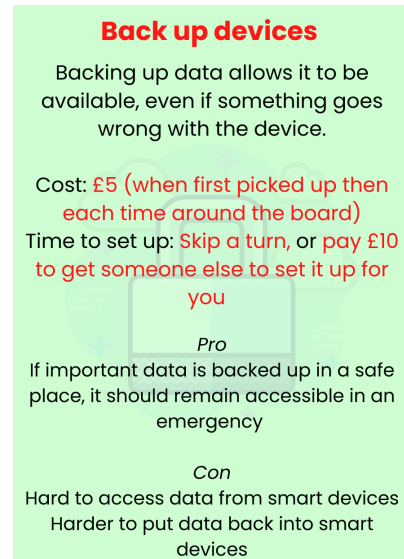 Back up devices
Backing up data allows it to be
available, even if something goes
wrong with the device.
Cost: £5 (when first picked up then
each time around the board)
Time to set up: Skip a turn, or pay £10
to get someone else to set it up for
you
Pro
If important data is backed up in a safe
place, it should remain accessible in an
emergency
Con
Hard to access data from smart devices
Harder to put data back into smart
devices